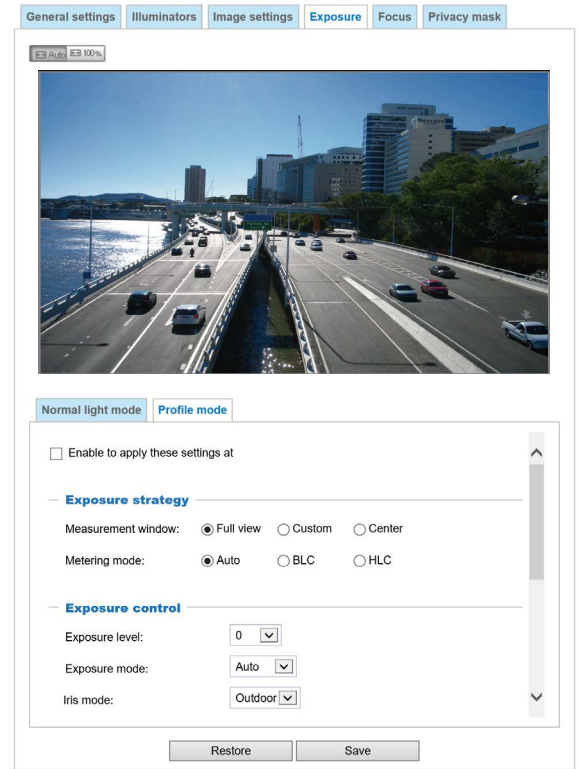 General settings Illuminators Image settings Exposure Focus Privacy mask
Auto 100%
Normal light mode Profile mode
Enable to apply these settings at
Exposure strategy
Measurement window: Full view Custom Center
Metering mode: Auto BLC HLC
Exposure control
Exposure level: 0
Exposure mode: Auto
Iris mode: Outdoor
Restore Save